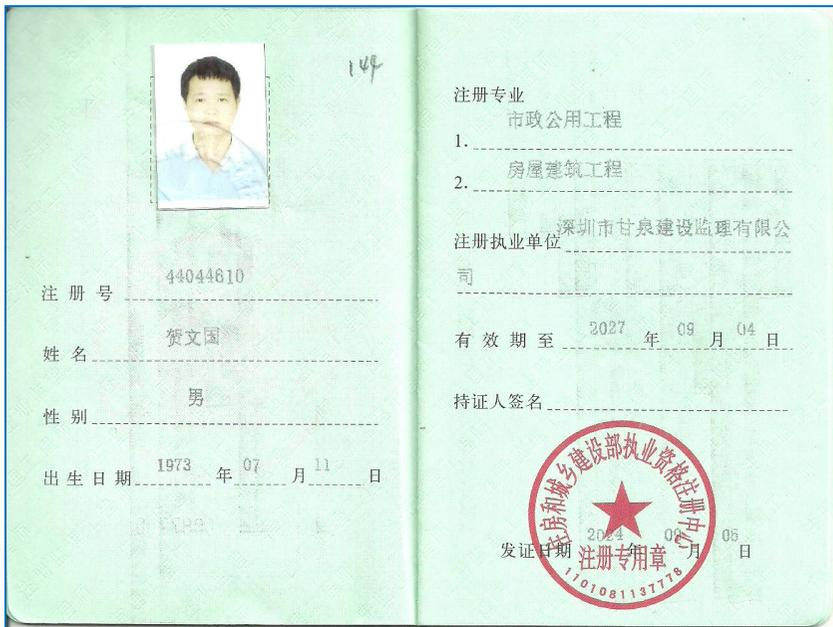 144
注册号 44044610
姓名 贺文国
性别 男
出生日期 1973 年 07 月 11 日
注册专业
1. 市政公用工程
2. 房屋建筑工程
注册执业单位 深圳市甘泉建设监理有限公
司
有效期至 2027 年 09 月 04 日
持证人签名
住房和城乡建设部执业资格注册中心
发证日期 2024 年 09 月 05 日
注册专用章
1101081137778